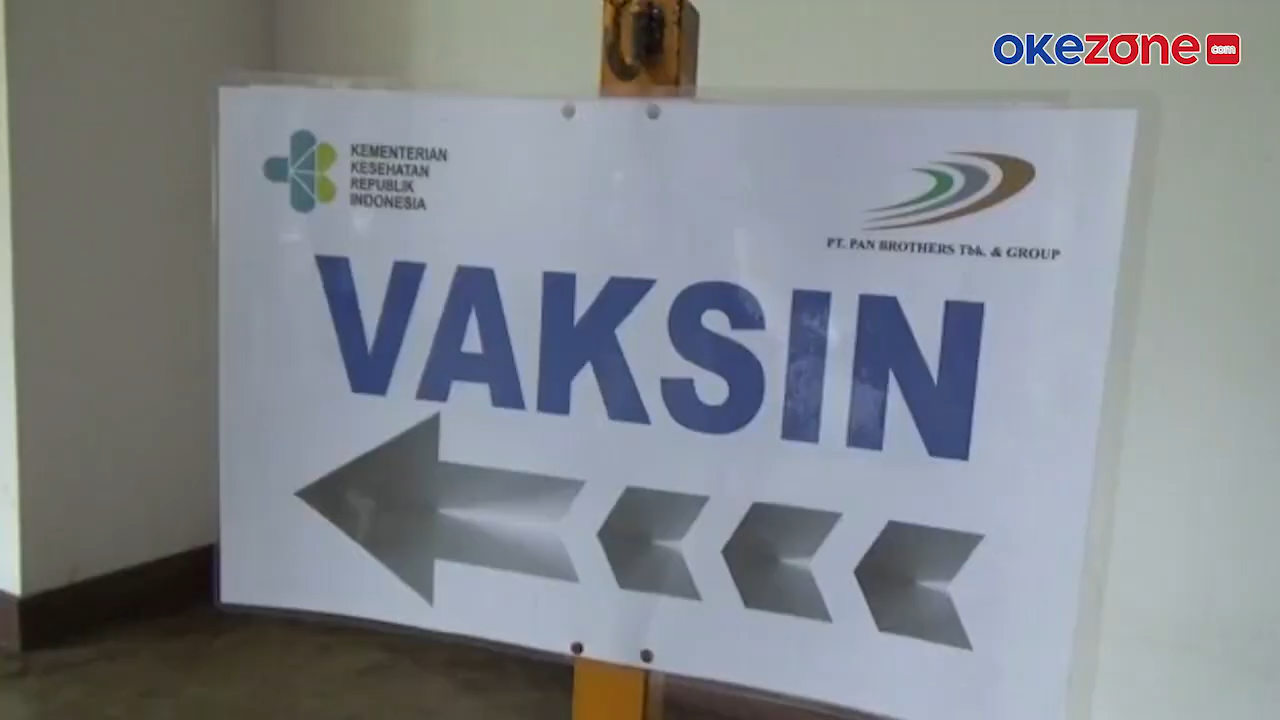 okezone.com
KEMENTERIAN
KESEHATAN
REPUBLIK
INDONESIA
PT. PAN BROTHERS Tbk. & GROUP
VAKSIN